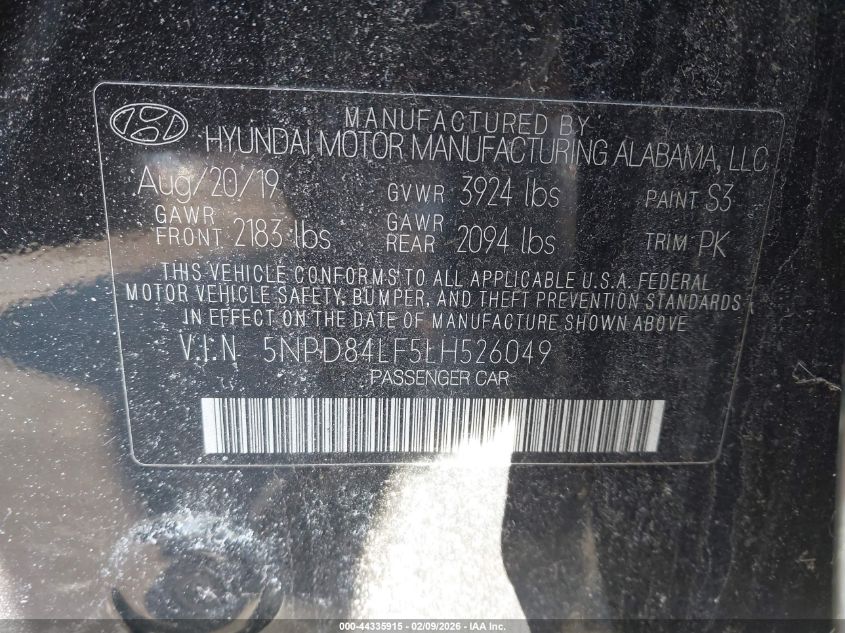 MANUFACTURED BY
HYUNDAI MOTOR MANUFACTURING ALABAMA, LLC
Aug/20/19 GVWR 3924 lbs PAINT S3
GAWR FRONT 2183 lbs GAWR REAR 2094 lbs TRIM PK
THIS VEHICLE CONFORMS TO ALL APPLICABLE U.S.A. FEDERAL
MOTOR VEHICLE SAFETY, BUMPER, AND THEFT PREVENTION STANDARDS
IN EFFECT ON THE DATE OF MANUFACTURE SHOWN ABOVE
V.I.N 5NPD84LF5LH526049
PASSENGER CAR
000-44335915 - 02/09/2026 - IAA Inc.